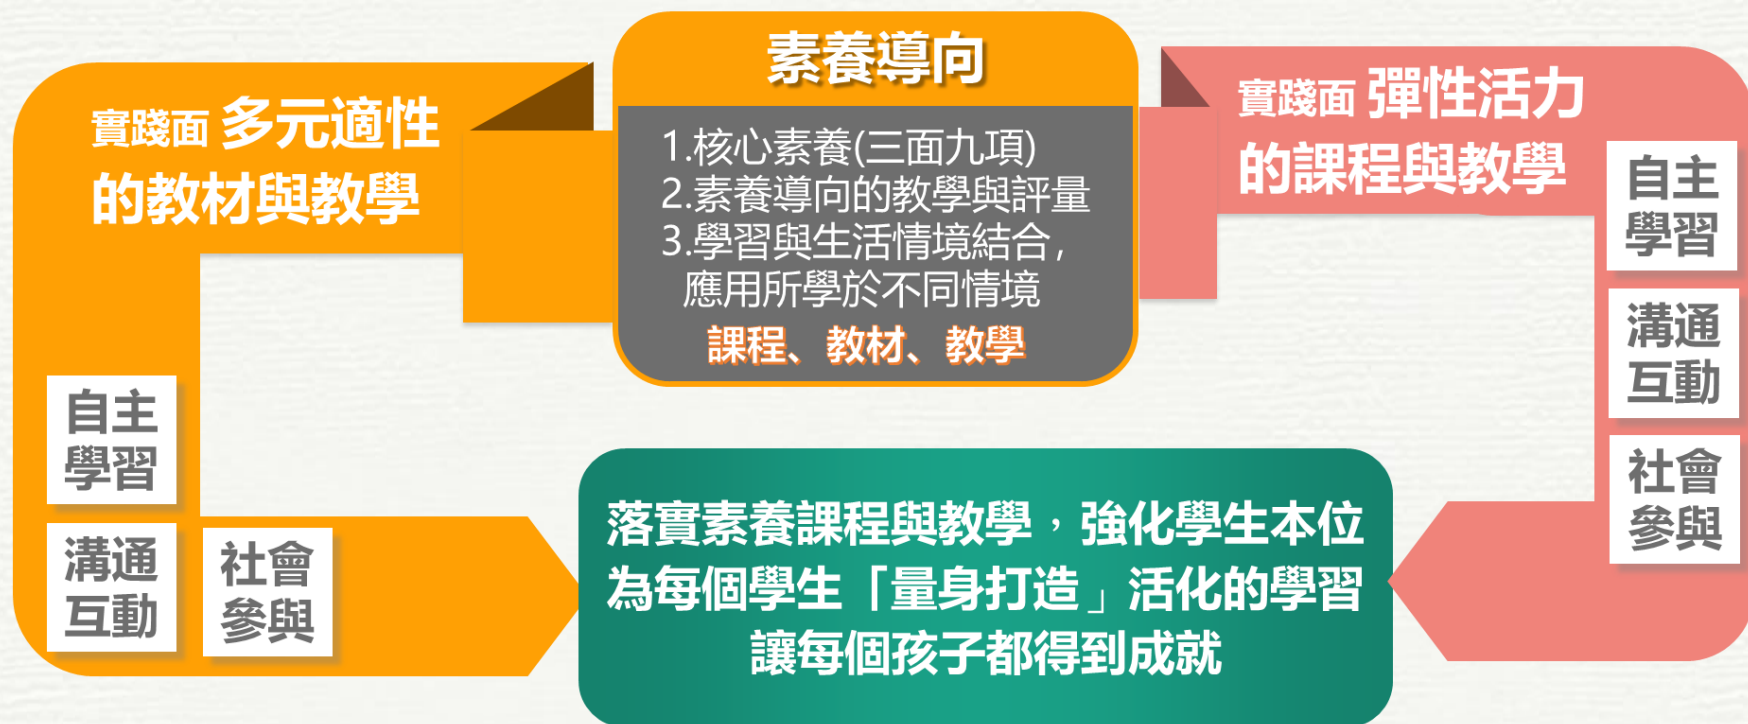 素養導向
1.核心素養(三面九項)
2.素養導向的教學與評量
3.學習與生活情境結合,
應用所學於不同情境
課程、教材、教學
實踐面 多元適性
的教材與教學
自主
學習
溝通
互動
社會
參與
實踐面 彈性活力
的課程與教學
自主
學習
溝通
互動
社會
參與
落實素養課程與教學，強化學生本位
為每個學生「量身打造」活化的學習
讓每個孩子都得到成就